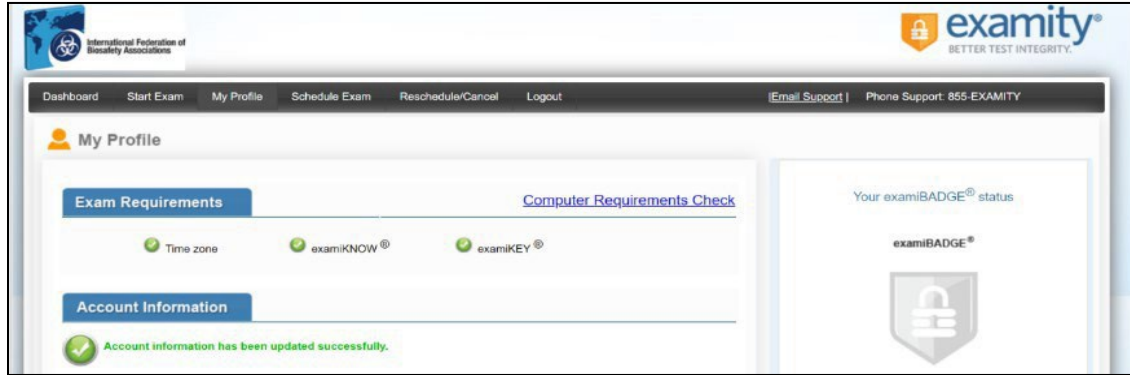 International Federation of
Biosafety Associations
examity®
BETTER TEST INTEGRITY.
Dashboard Start Exam My Profile Schedule Exam Reschedule/Cancel Logout |Email Support| Phone Support: 855-EXAMITY
My Profile
Exam Requirements
Computer Requirements Check
Time zone examiKNOW ® examiKEY ®
Account Information
Account information has been updated successfully.
Your examiBADGE® status
examiBADGE®